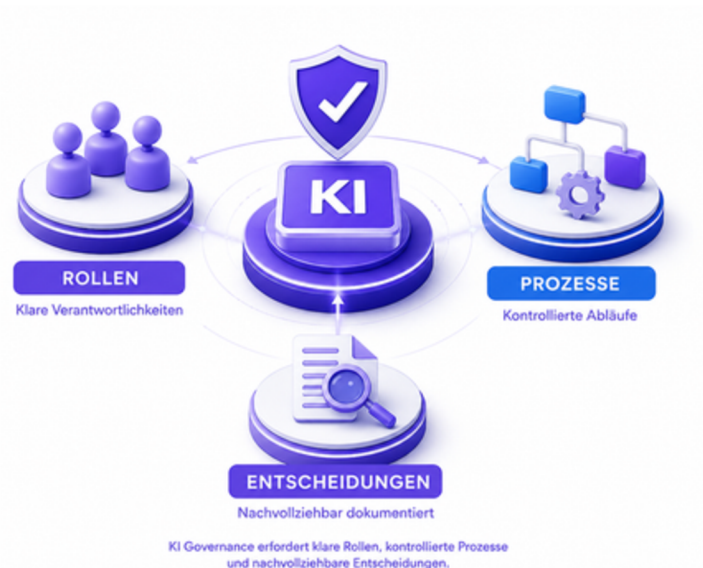 KI
ROLLEN
Klare Verantwortlichkeiten
PROZESSE
Kontrollierte Abläufe
ENTSCHEIDUNGEN
Nachvollziehbar dokumentiert
KI Governance erfordert klare Rollen, kontrollierte Prozesse
und nachvollziehbare Entscheidungen.